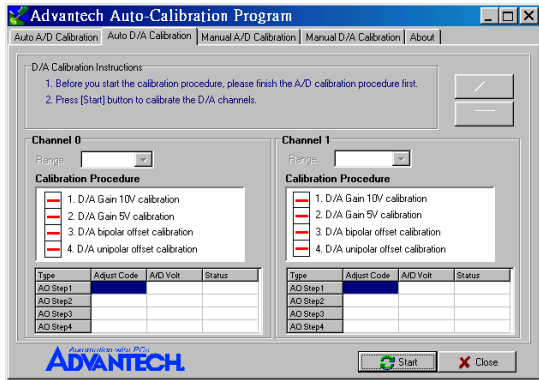 Advantech Auto-Calibration Program
Auto A/D Calibration Auto D/A Calibration Manual A/D Calibration Manual D/A Calibration About
D/A Calibration Instructions
1. Before you start the calibration procedure, please finish the A/D calibration procedure first.
2. Press [Start] button to calibrate the D/A channels.
Channel 0
Range
Calibration Procedure
1. D/A Gain 10V calibration
2. D/A Gain 5V calibration
3. D/A bipolar offset calibration
4. D/A unipolar offset calibration
Type Adjust Code A/D Volt Status
AO Step1
AO Step2
AO Step3
AO Step4
Channel 1
Range
Calibration Procedure
1. D/A Gain 10V calibration
2. D/A Gain 5V calibration
3. D/A bipolar offset calibration
4. D/A unipolar offset calibration
Type Adjust Code A/D Volt Status
AO Step1
AO Step2
AO Step3
AO Step4
Automation with PCs
ADVANTECH.
Start
Close